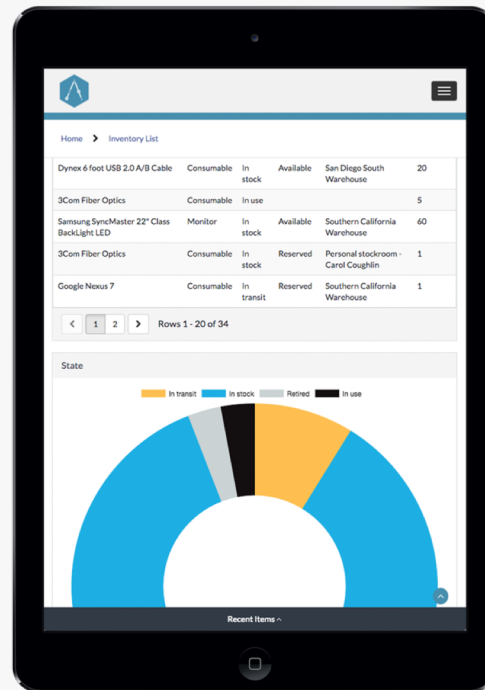 Home > Inventory List
Dynex 6 foot USB 2.0 A/B Cable Consumable In stock Available San Diego South Warehouse 20
3Com Fiber Optics Consumable In use 5
Samsung SyncMaster 22" Class BackLight LED Monitor In stock Available Southern California Warehouse 60
3Com Fiber Optics Consumable In stock Reserved Personal stockroom - Carol Coughlin 1
Google Nexus 7 Consumable In transit Reserved Southern California Warehouse 1
< 1 2 > Rows 1 - 20 of 34
State
In transit In stock Retired In use
Recent Items